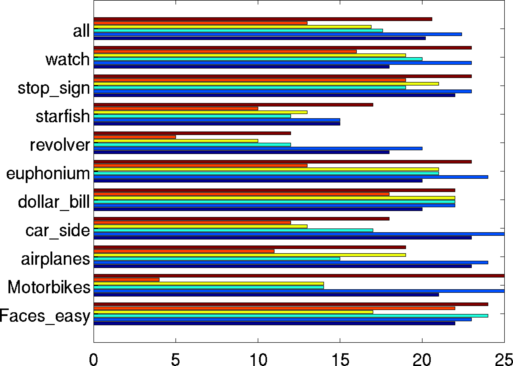 all
watch
stop_sign
starfish
revolver
euphonium
dollar_bill
car_side
airplanes
Motorbikes
Faces_easy
0 5 10 15 20 25